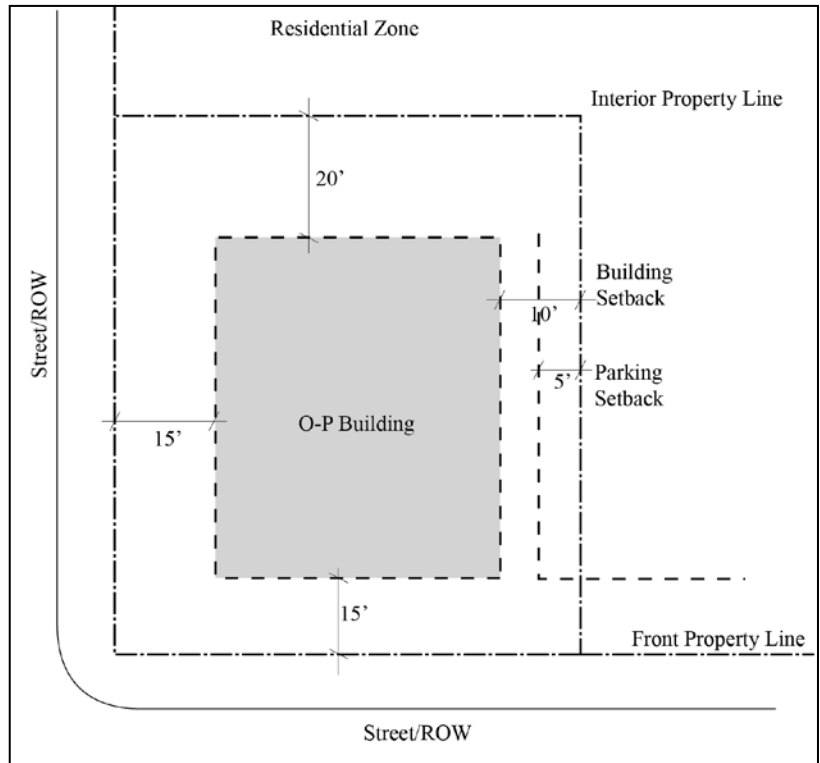 Residential Zone
Interior Property Line
20’
Building
Setback
10’
Parking
Setback
5’
Street/ROW
O-P Building
15’
15’
Front Property Line
Street/ROW